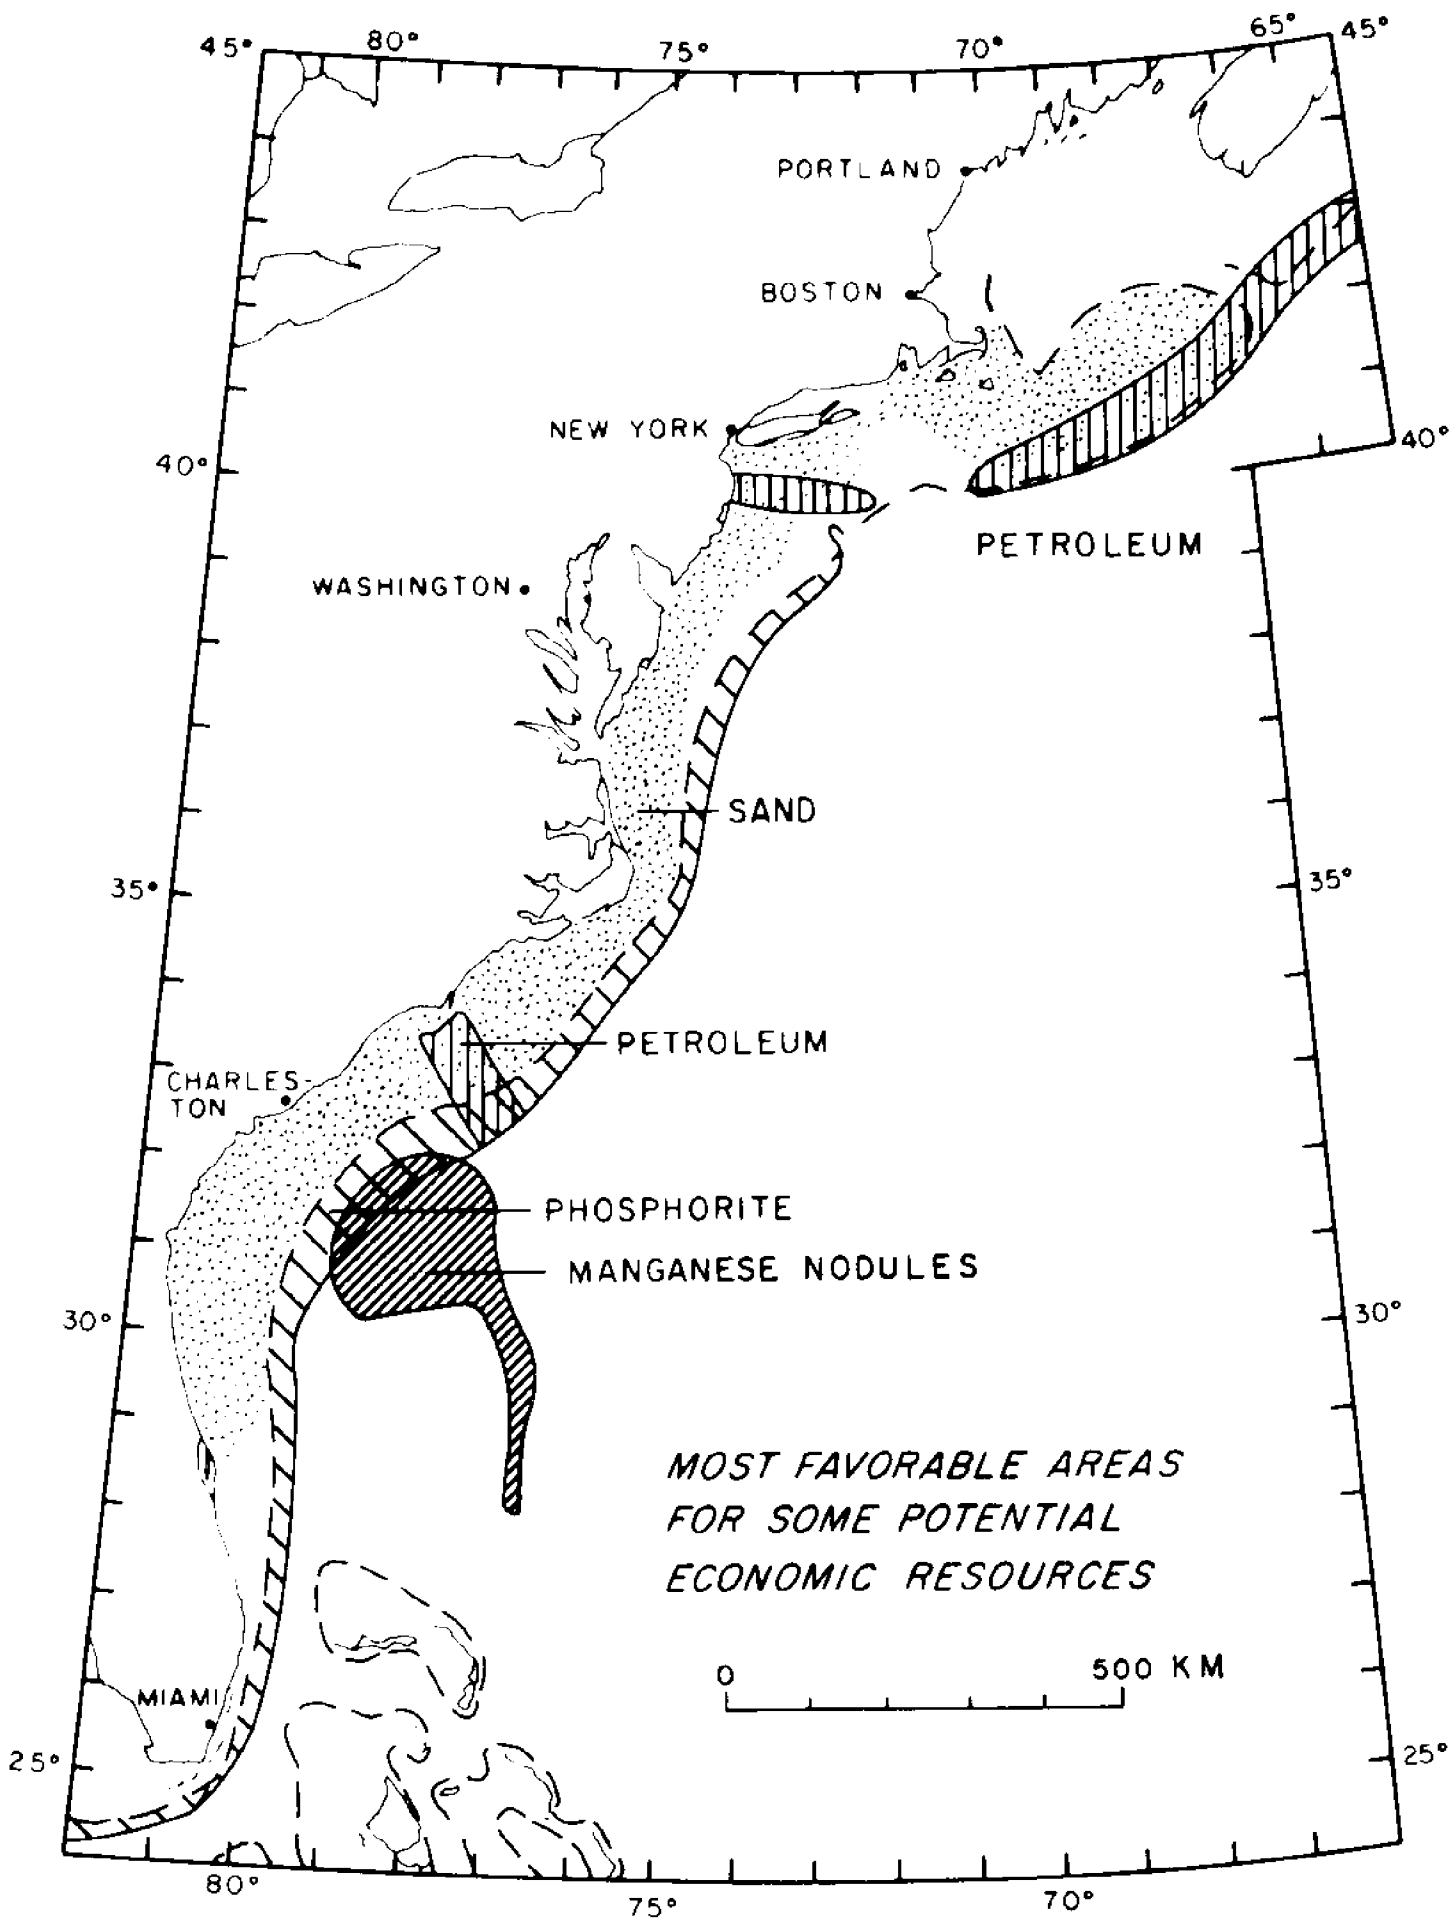 45° 80° 75° 70° 65° 45°
PORTLAND
BOSTON
NEW YORK
40° 40°
PETROLEUM
WASHINGTON
SAND
35° 35°
PETROLEUM
CHARLES-
TON
PHOSPHORITE
MANGANESE NODULES
30° 30°
MOST FAVORABLE AREAS
FOR SOME POTENTIAL
ECONOMIC RESOURCES
0 500 KM
MIAMI
25° 25°
80° 75° 70°